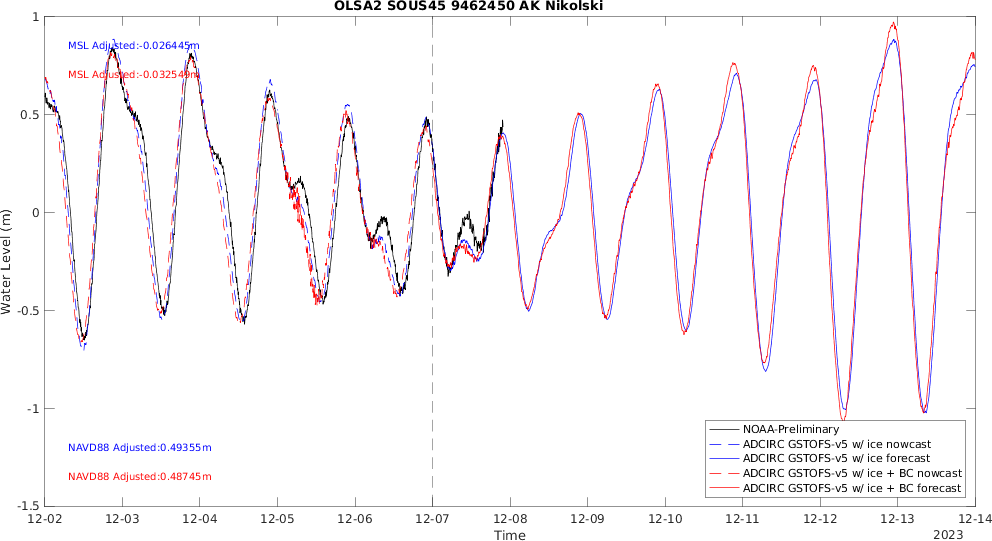 OLSA2 SOUS45 9462450 AK Nikolski
MSL Adjusted:-0.026445m
MSL Adjusted:-0.032549m
NAVD88 Adjusted:0.49355m
NAVD88 Adjusted:0.48745m
1
0.5
0
-0.5
-1
-1.5
Water Level (m)
NOAA-Preliminary
ADCIRC GSTOFS-v5 w/ ice nowcast
ADCIRC GSTOFS-v5 w/ ice forecast
ADCIRC GSTOFS-v5 w/ ice + BC nowcast
ADCIRC GSTOFS-v5 w/ ice + BC forecast
12-02 12-03 12-04 12-05 12-06 12-07 12-08 12-09 12-10 12-11 12-12 12-13 12-14
Time
2023